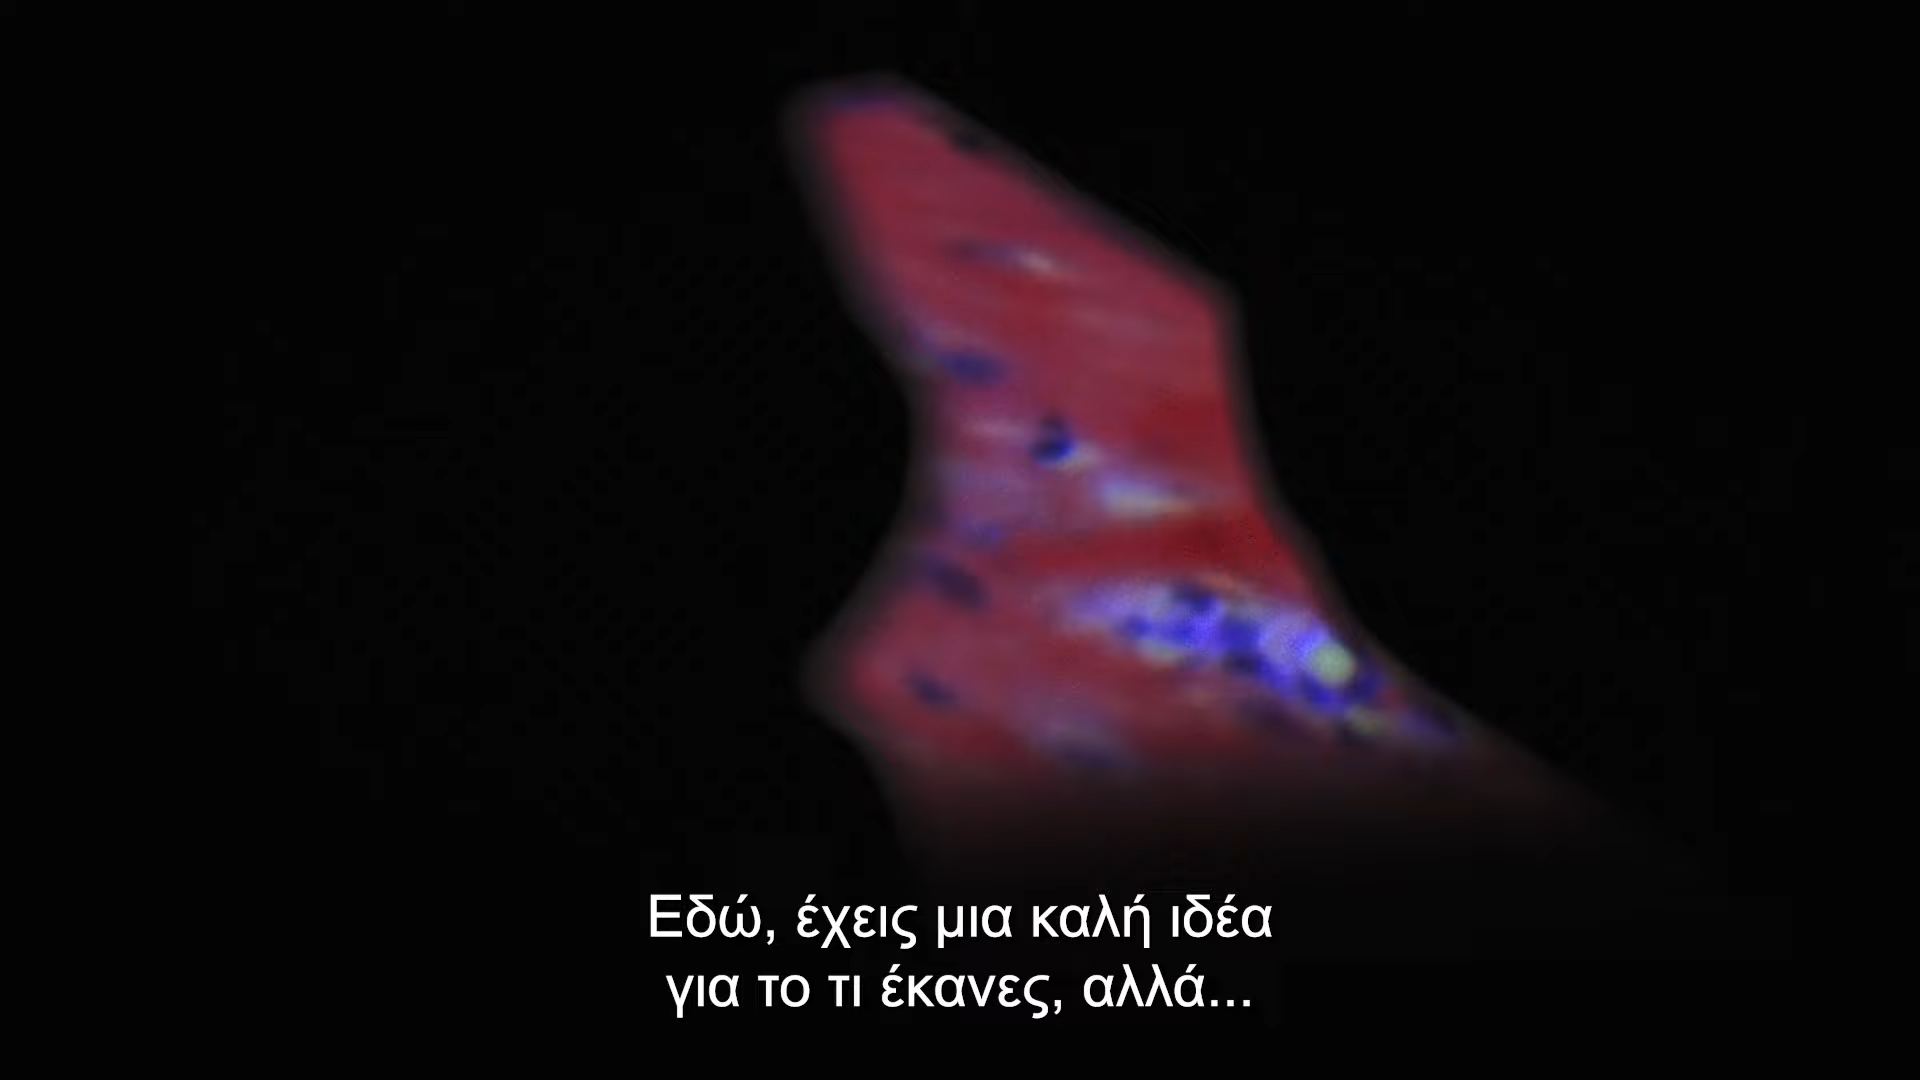 Εδώ, έχεις μια καλή ιδέα
για το τι έκανες, αλλά...